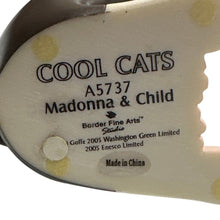 COOL CATS
A5737
Madonna & Child
Border Fine Arts™
Studio
Goffe 2005 Washington Green Limited
2005 Enesco Limited
Made in China